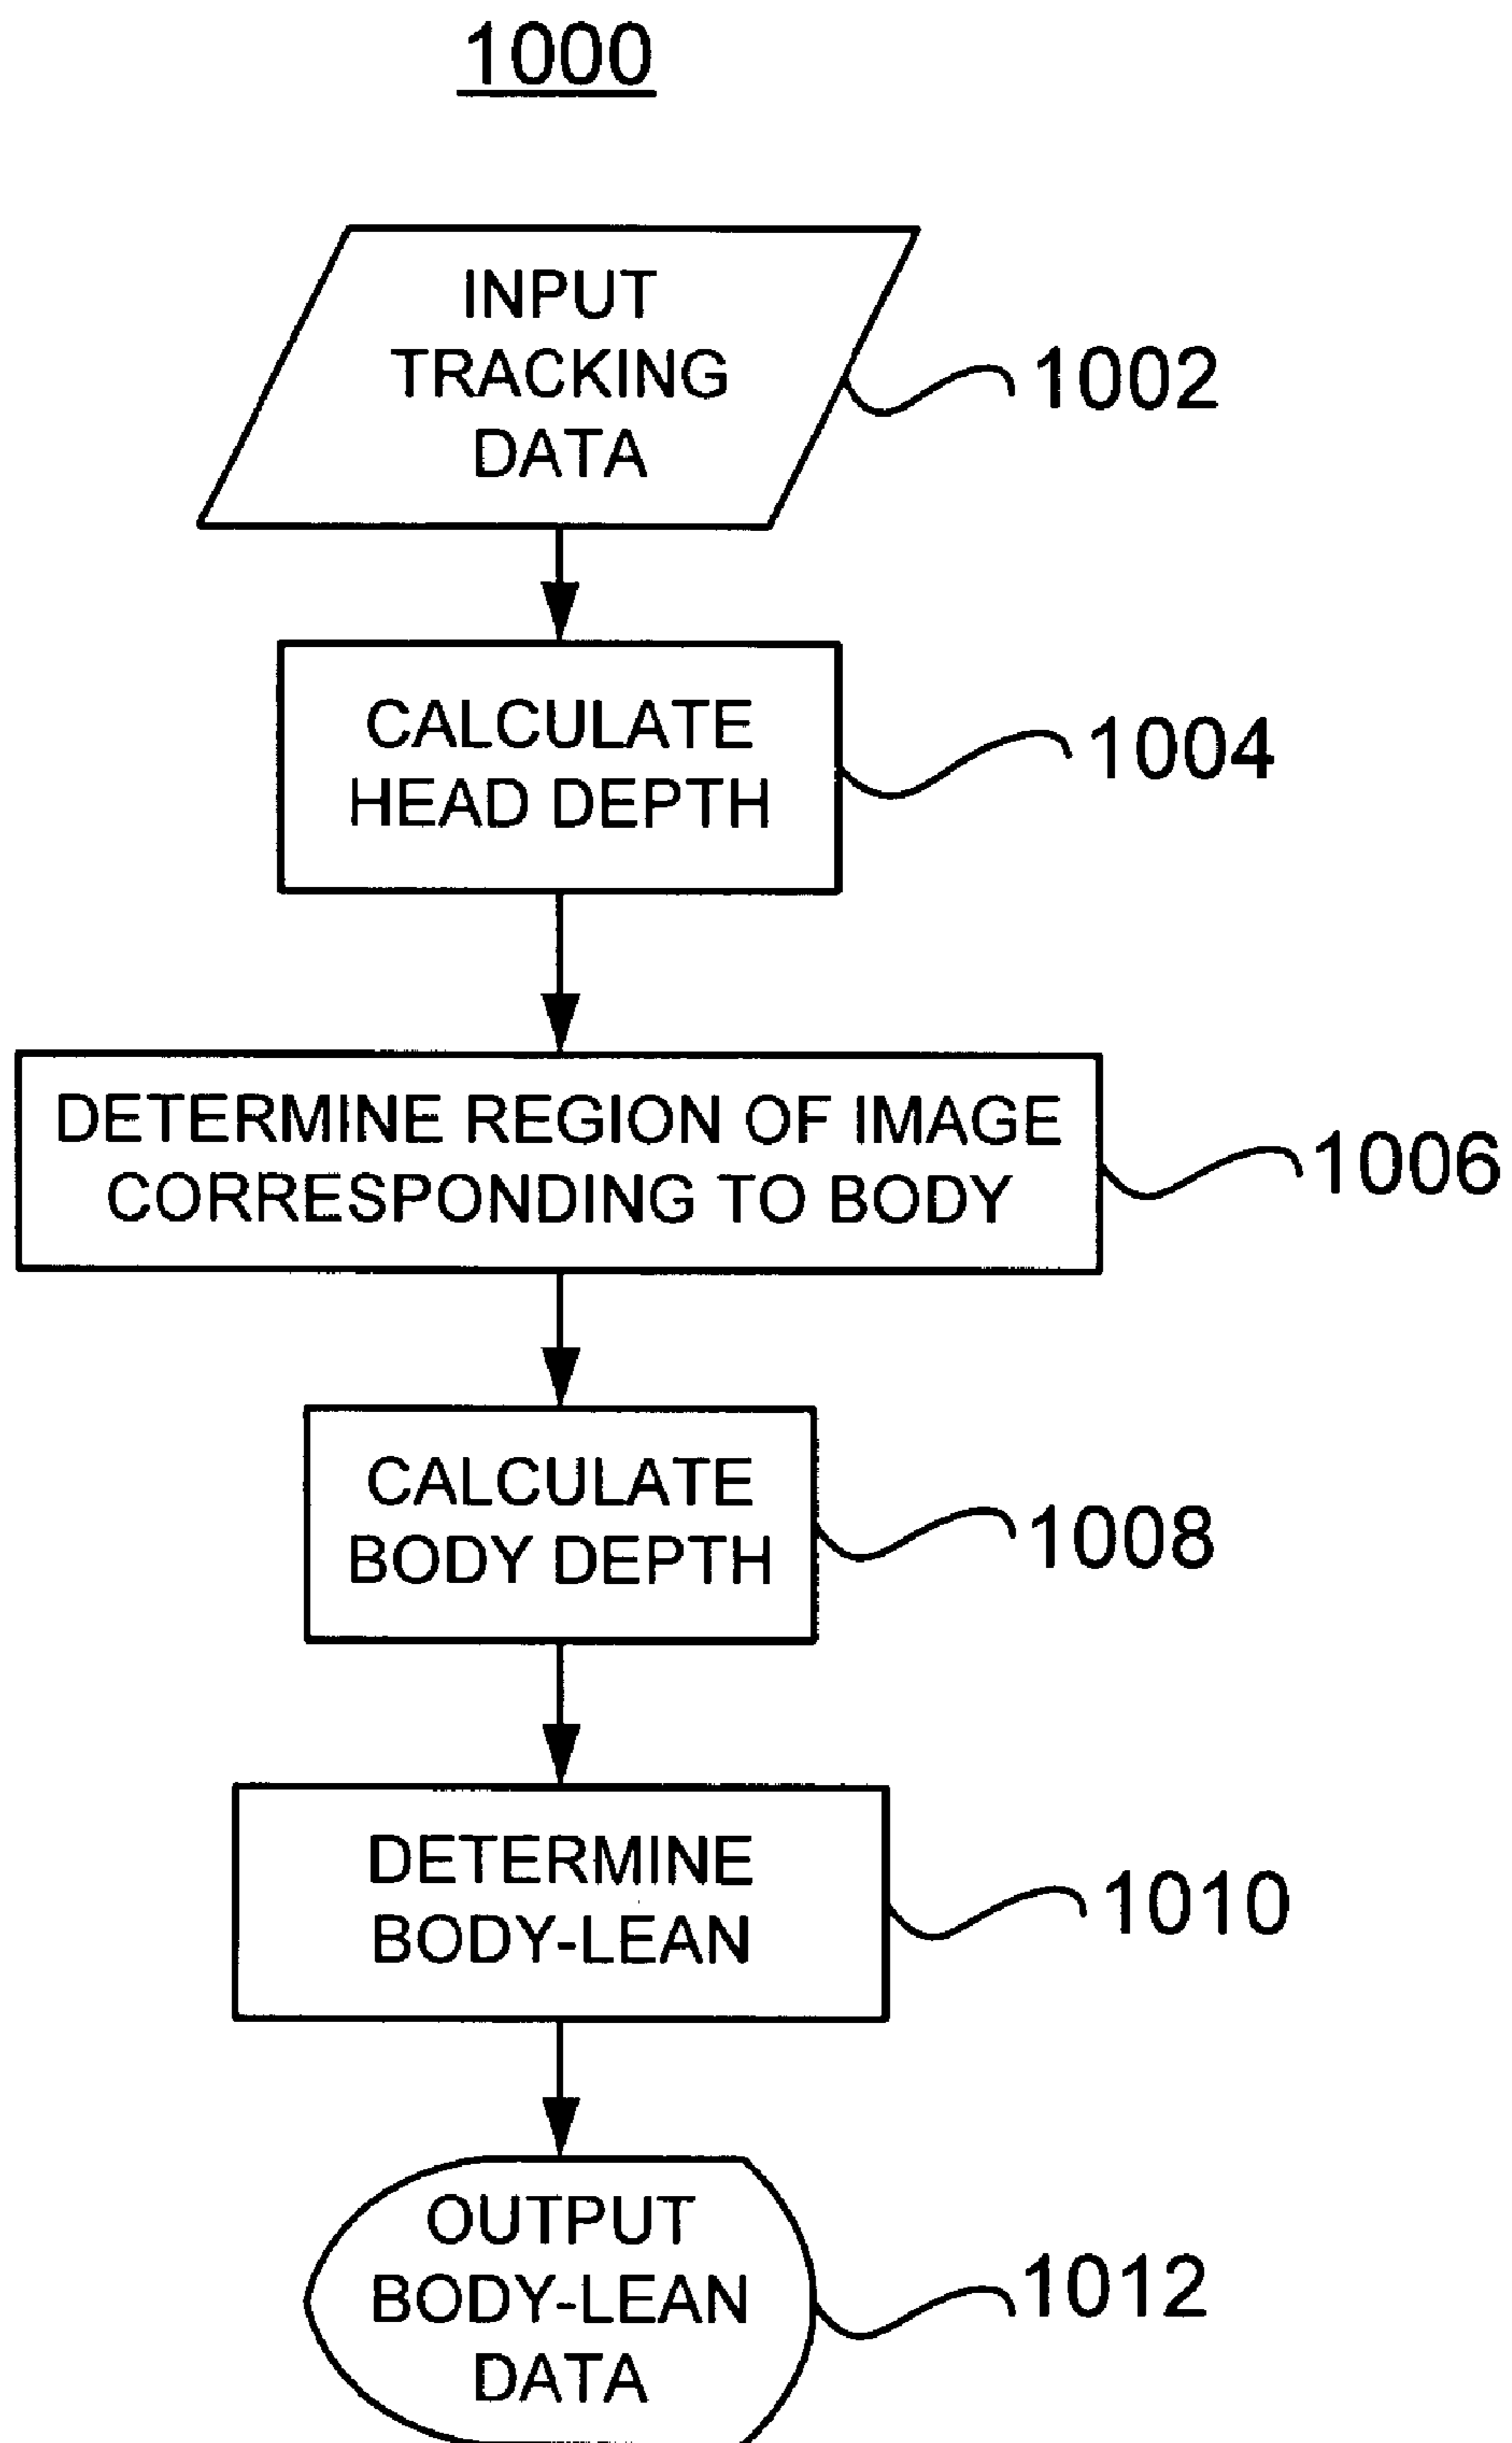 1000
INPUT
TRACKING
DATA
1002
CALCULATE
HEAD DEPTH
1004
DETERMINE REGION OF IMAGE
CORRESPONDING TO BODY
1006
CALCULATE
BODY DEPTH
1008
DETERMINE
BODY-LEAN
1010
OUTPUT
BODY-LEAN
DATA
1012